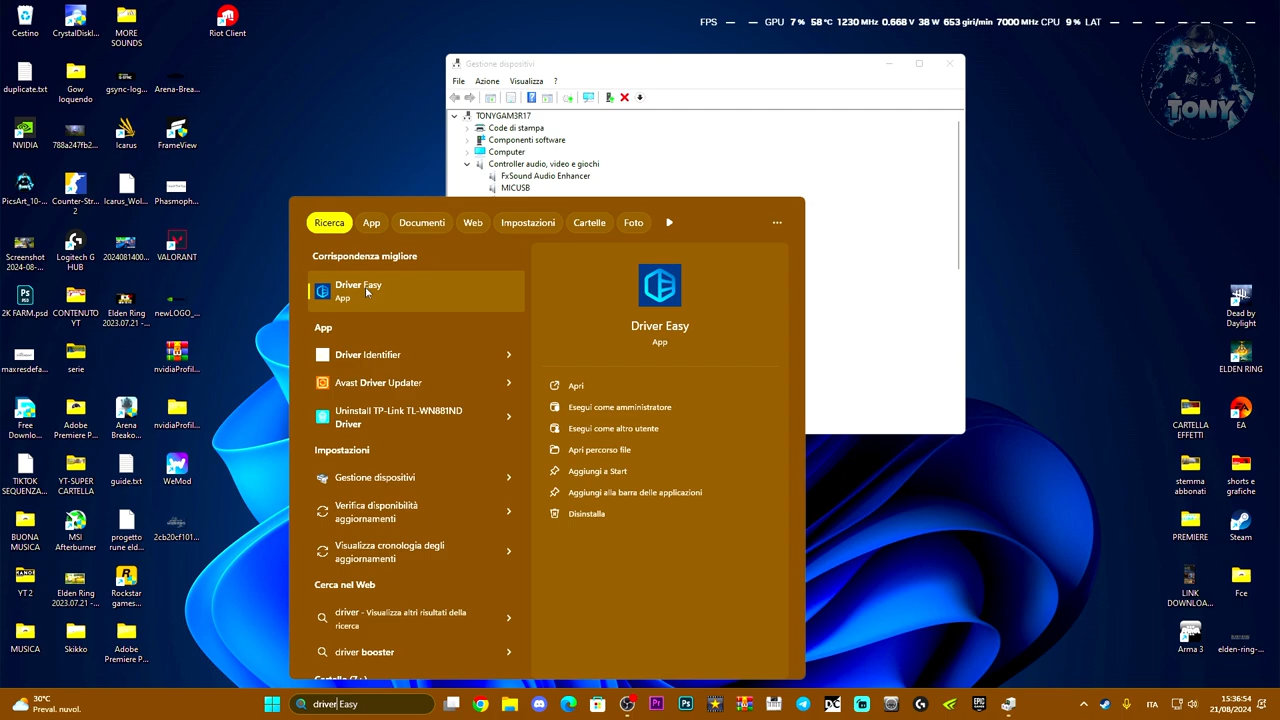 FPS — — GPU 7 % 58 °C 1230 MHz 0.668 V 38 W 653 giri/min 7000 MHz CPU 9 % LAT — — — — —
TONY
Cestino
CrystalDiskI...
MORE SOUNDS
Riot Client
duplicate.txt
Gow loquendo
gsync-log...
Arena-Brea...
NVIDIA
788a247fb2...
Icarus
FrameView
PicsArt_10-...
Counter-Str... 2
Icarus_Wol...
Phasmoph...
Screenshot 2024-08-...
Logitech G HUB
2024081400...
VALORANT
2K FARM.psd
CONTENUTO YT
Elden Ring 2023.07.21 -...
newLOGO_...
maxresdefa...
serie
nvidiaProfil...
Free Downlo...
Adobe Premiere P...
Arena Breako...
nvidiaProfil...
TIKTOK SEQUENZA...
YT-SUPER CARTELLA
guide.txt
WeMod
BUONA MUSICA
MSI Afterburner
progetto rune eld...
2cb20cf101...
YT 2
Elden Ring 2023.07.21 -...
Rockstar games...
MUSICA
Skikko
Adobe Premiere P...
Gestione dispositivi
File Azione Visualizza ?
TONYGAM3R17
Code di stampa
Componenti software
Computer
Controller audio, video e giochi
FxSound Audio Enhancer
MICUSB
Ricerca App Documenti Web Impostazioni Cartelle Foto
Corrispondenza migliore
Driver Easy
App
App
Driver Identifier
Avast Driver Updater
Uninstall TP-Link TL-WN881ND
Driver
Impostazioni
Gestione dispositivi
Verifica disponibilità
aggiornamenti
Visualizza cronologia degli
aggiornamenti
Cerca nel Web
driver - Visualizza altri risultati della
ricerca
driver booster
Driver Easy
App
Apri
Esegui come amministratore
Esegui come altro utente
Apri percorso file
Aggiungi a Start
Aggiungi alla barra delle applicazioni
Disinstalla
Dead by Daylight
ELDEN RING
CARTELLA EFFETTI
EA
stemma abbonati
shorts e grafiche
PREMIERE
Steam
LINK DOWNLOA...
Fce
Arma 3
elden-ring-...
30°C
Preval. nuvol.
driver Easy
ITA
15:36:54
21/08/2024